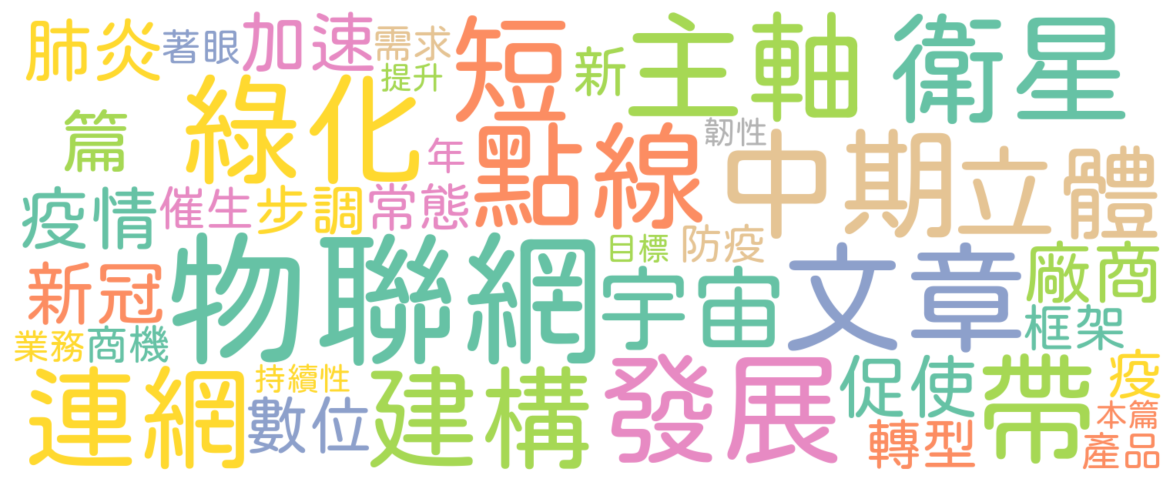 肺炎
著眼
加速
需求
提升
短
新
主軸
衛星
篇
綠化
年
點線
韌性
中期
立體
疫情
催生
步調
常態
新冠
物聯網
目標
防疫
宇宙
文章
廠商
框架
業務
商機
連網
持續性
數位
建構
發展
促使
帶
疫
轉型
本篇
產品